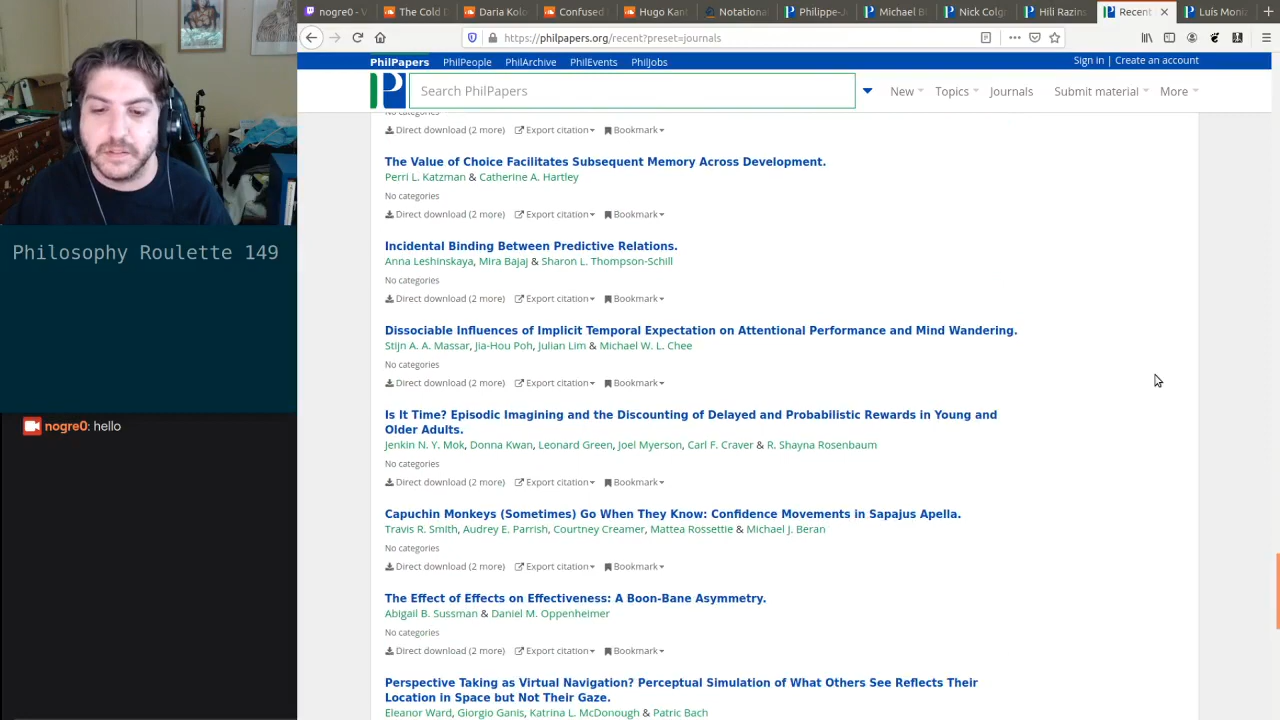 nogre0 - V
The Cold D
Daria Kolo
Confused
Hugo Kant
Notational
Philippe-J
Michael Bl
Nick Colgr
Hili Razins
Recent
Luís Moniz
https://philpapers.org/recent?preset=journals
PhilPapers PhilPeople PhilArchive PhilEvents PhilJobs
Sign in | Create an account
P
Search PhilPapers
New Topics Journals Submit material More
No categories
Direct download (2 more) Export citation Bookmark
The Value of Choice Facilitates Subsequent Memory Across Development.
Perri L. Katzman & Catherine A. Hartley
No categories
Direct download (2 more) Export citation Bookmark
Incidental Binding Between Predictive Relations.
Anna Leshinskaya, Mira Bajaj & Sharon L. Thompson-Schill
No categories
Direct download (2 more) Export citation Bookmark
Dissociable Influences of Implicit Temporal Expectation on Attentional Performance and Mind Wandering.
Stijn A. A. Massar, Jia-Hou Poh, Julian Lim & Michael W. L. Chee
No categories
Direct download (2 more) Export citation Bookmark
Is It Time? Episodic Imagining and the Discounting of Delayed and Probabilistic Rewards in Young and
Older Adults.
Jenkin N. Y. Mok, Donna Kwan, Leonard Green, Joel Myerson, Carl F. Craver & R. Shayna Rosenbaum
No categories
Direct download (2 more) Export citation Bookmark
Capuchin Monkeys (Sometimes) Go When They Know: Confidence Movements in Sapajus Apella.
Travis R. Smith, Audrey E. Parrish, Courtney Creamer, Mattea Rossettie & Michael J. Beran
No categories
Direct download (2 more) Export citation Bookmark
The Effect of Effects on Effectiveness: A Boon-Bane Asymmetry.
Abigail B. Sussman & Daniel M. Oppenheimer
No categories
Direct download (2 more) Export citation Bookmark
Perspective Taking as Virtual Navigation? Perceptual Simulation of What Others See Reflects Their
Location in Space but Not Their Gaze.
Eleanor Ward, Giorgio Ganis, Katrina L. McDonough & Patric Bach
Philosophy Roulette 149
nogre0: hello